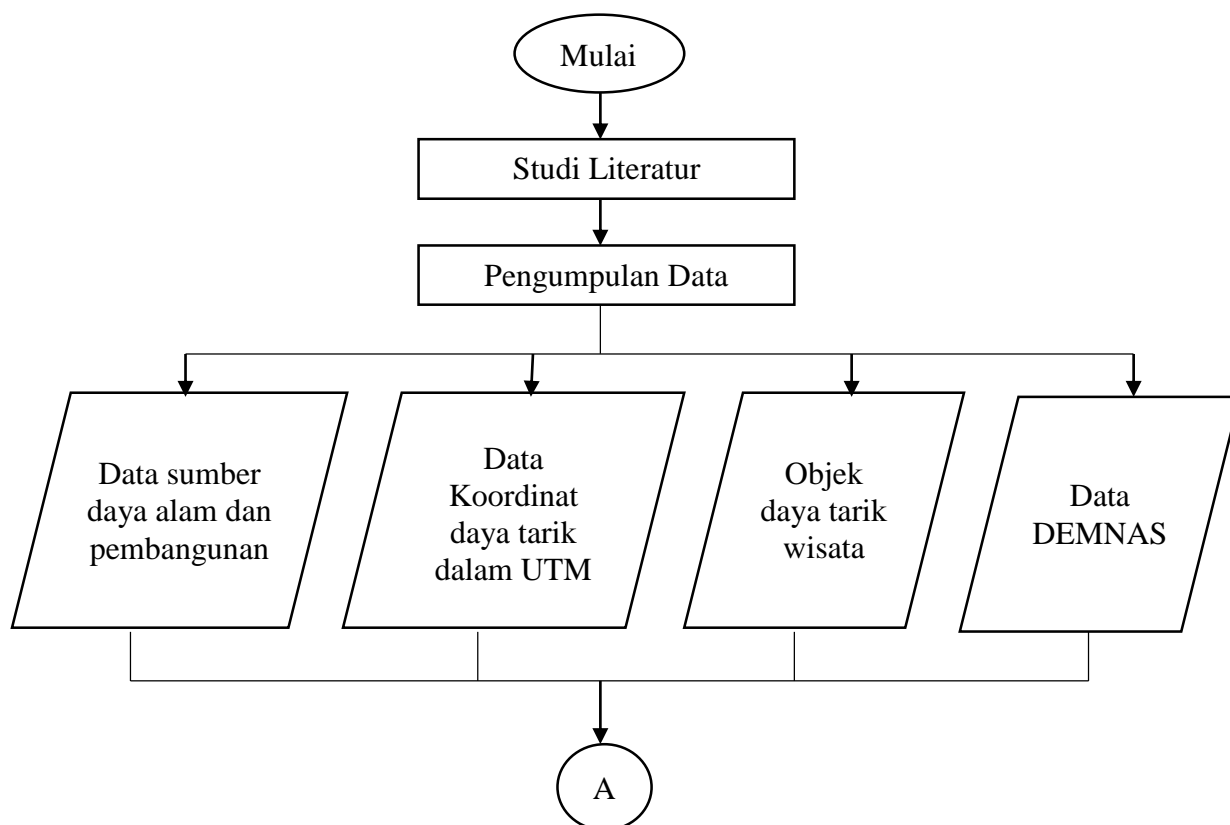 Mulai
Studi Literatur
Pengumpulan Data
Data sumber
daya alam dan
pembangunan
Data
Koordinat
daya tarik
dalam UTM
Objek
daya tarik
wisata
Data
DEMNAS
A